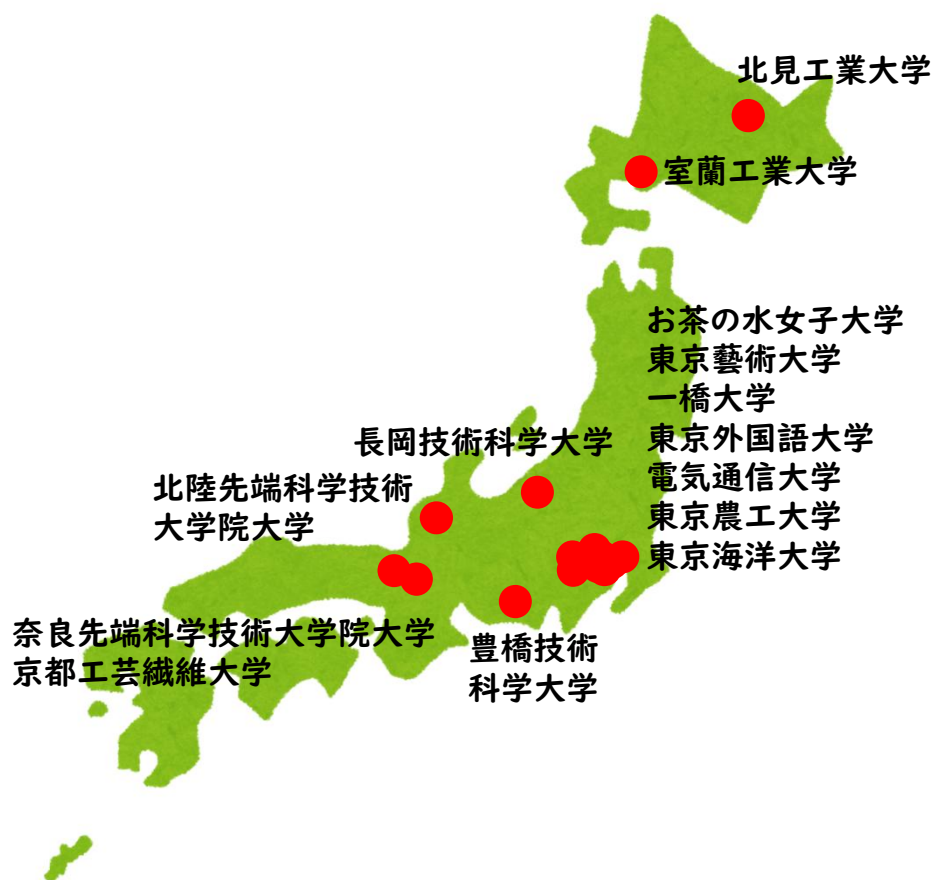 北見工業大学
室蘭工業大学
お茶の水女子大学
東京藝術大学
一橋大学
東京外国語大学
電気通信大学
東京農工大学
東京海洋大学
長岡技術科学大学
北陸先端科学技術
大学院大学
奈良先端科学技術大学院大学
京都工芸繊維大学
豊橋技術
科学大学